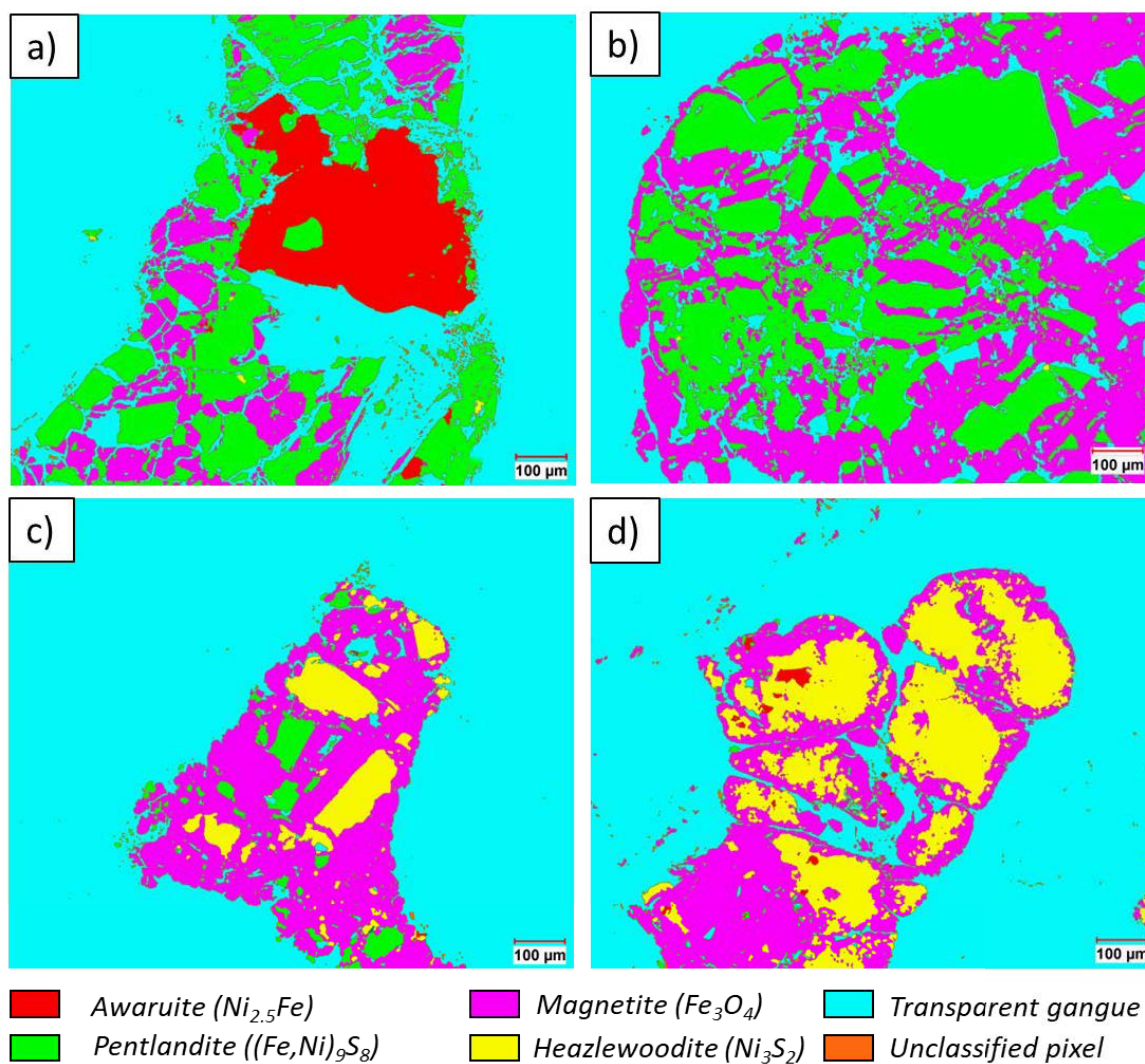 a)
b)
100 µm
100 µm
c)
d)
100 µm
100 µm
Awaruite (Ni2.5Fe)
Magnetite (Fe3O4)
Transparent gangue
Pentlandite ((Fe,Ni)9S8)
Heazlewoodite (Ni3S2)
Unclassified pixel